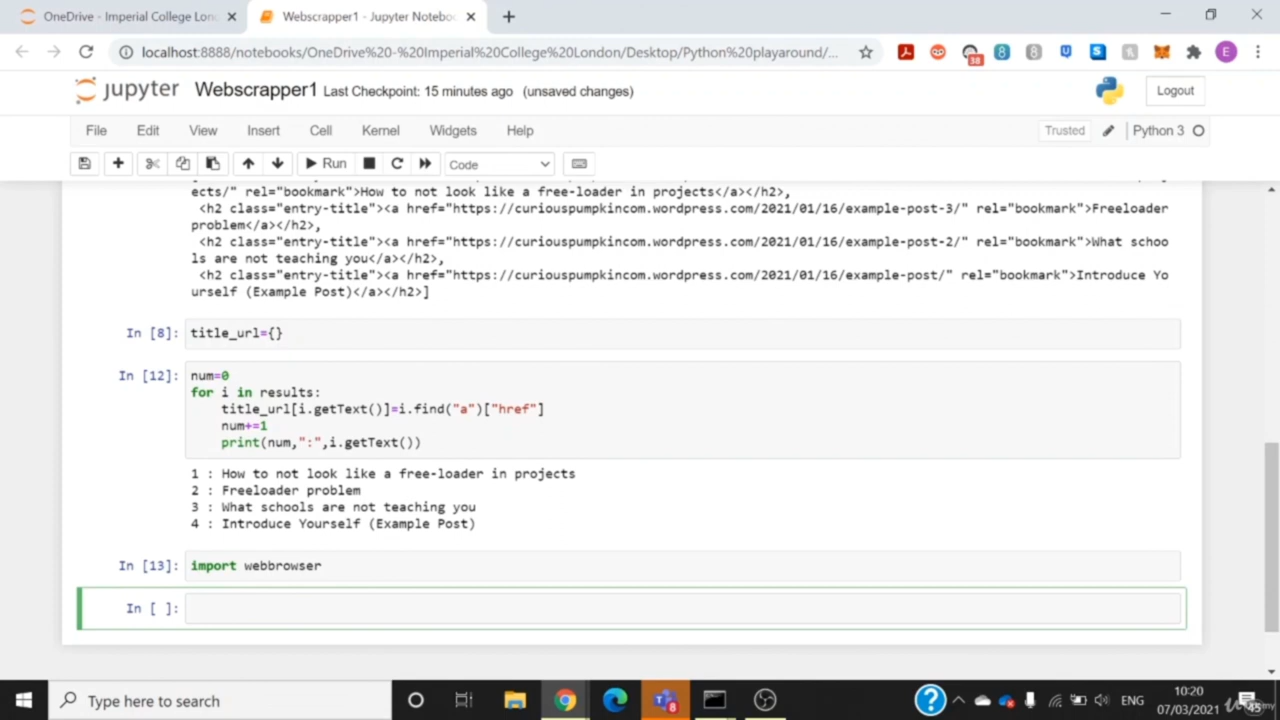 OneDrive - Imperial College Lon
Webscrapper1 - Jupyter Notebo
localhost:8888/notebooks/OneDrive%20-%20Imperial%20College%20London/Desktop/Python%20playaround/...
38
E
jupyter Webscrapper1 Last Checkpoint: 15 minutes ago (unsaved changes)
Logout
File Edit View Insert Cell Kernel Widgets Help
Trusted Python 3
Run Code
ects/" rel="bookmark">How to not look like a free-loader in projects</a></h2>,
<h2 class="entry-title"><a href="https://curiouspumpkincom.wordpress.com/2021/01/16/example-post-3/" rel="bookmark">Freeloader
problem</a></h2>,
<h2 class="entry-title"><a href="https://curiouspumpkincom.wordpress.com/2021/01/16/example-post-2/" rel="bookmark">What schoo
ls are not teaching you</a></h2>,
<h2 class="entry-title"><a href="https://curiouspumpkincom.wordpress.com/2021/01/16/example-post/" rel="bookmark">Introduce Yo
urself (Example Post)</a></h2>]
In [8]: title_url={}
In [12]: num=0
for i in results:
title_url[i.getText()]=i.find("a")["href"]
num+=1
print(num,":",i.getText())
1 : How to not look like a free-loader in projects
2 : Freeloader problem
3 : What schools are not teaching you
4 : Introduce Yourself (Example Post)
In [13]: import webbrowser
In [ ]:
Type here to search
8
ENG
10:20
07/03/2021
45